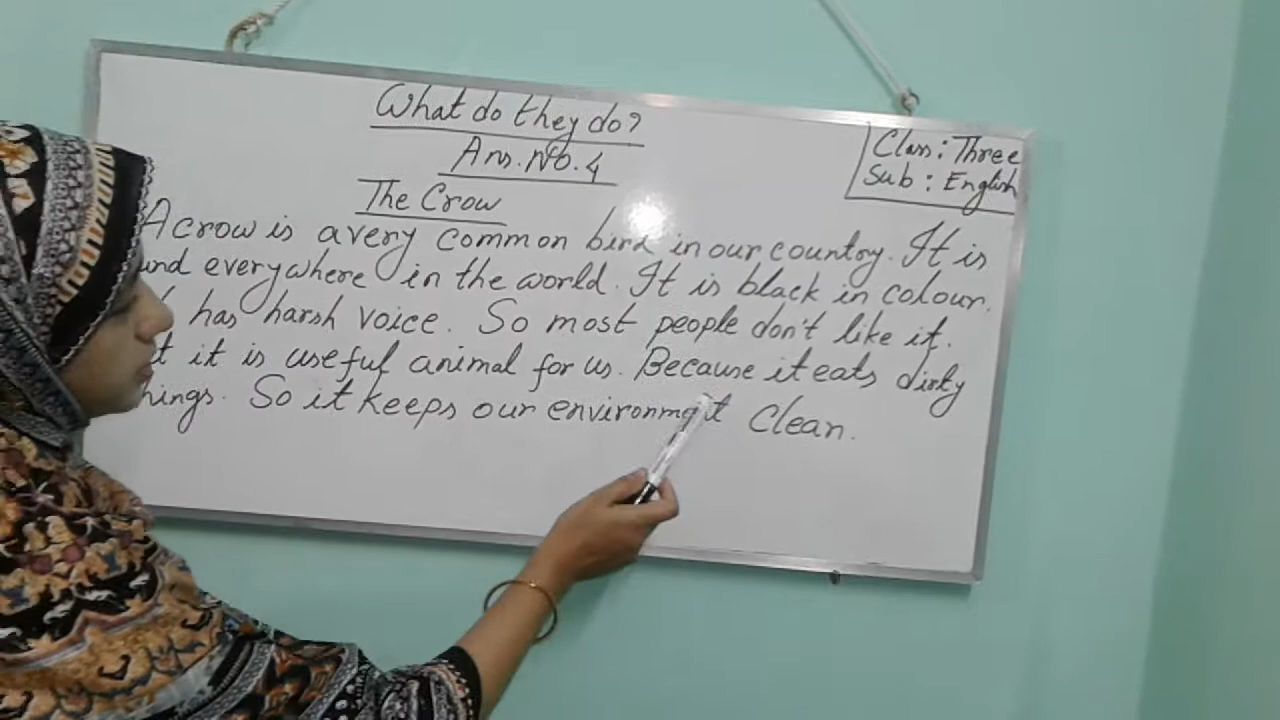 What do they do?
Ans. No. 4
Class: Three
Sub: English
The Crow
A crow is a very common bird in our country. It is
everywhere in the world. It is black in colour.
has harsh voice. So most people don't like it.
it is useful animal for us. Because it eats dirty
So it keeps our clean.